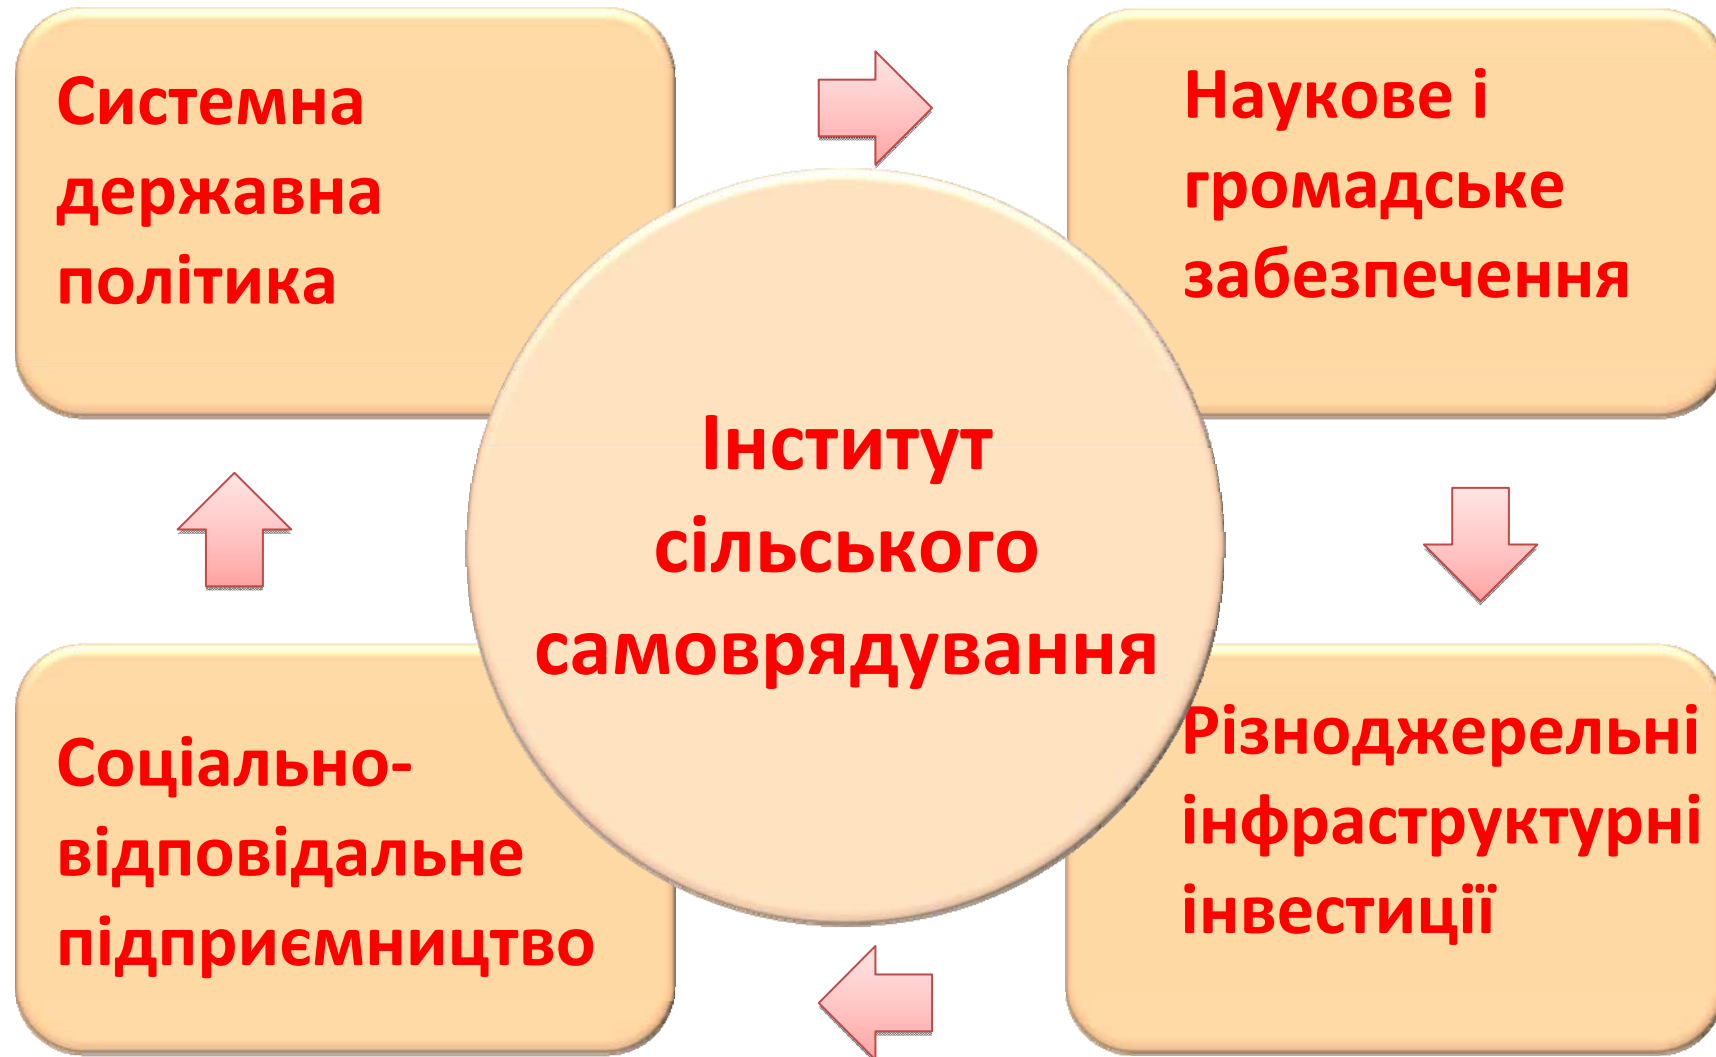 Системна
державна
політика
Наукове і
громадське
забезпечення
Інститут
сільського
самоврядування
Соціально-
відповідальне
підприємництво
Різноджерельні
інфраструктурні
інвестиції